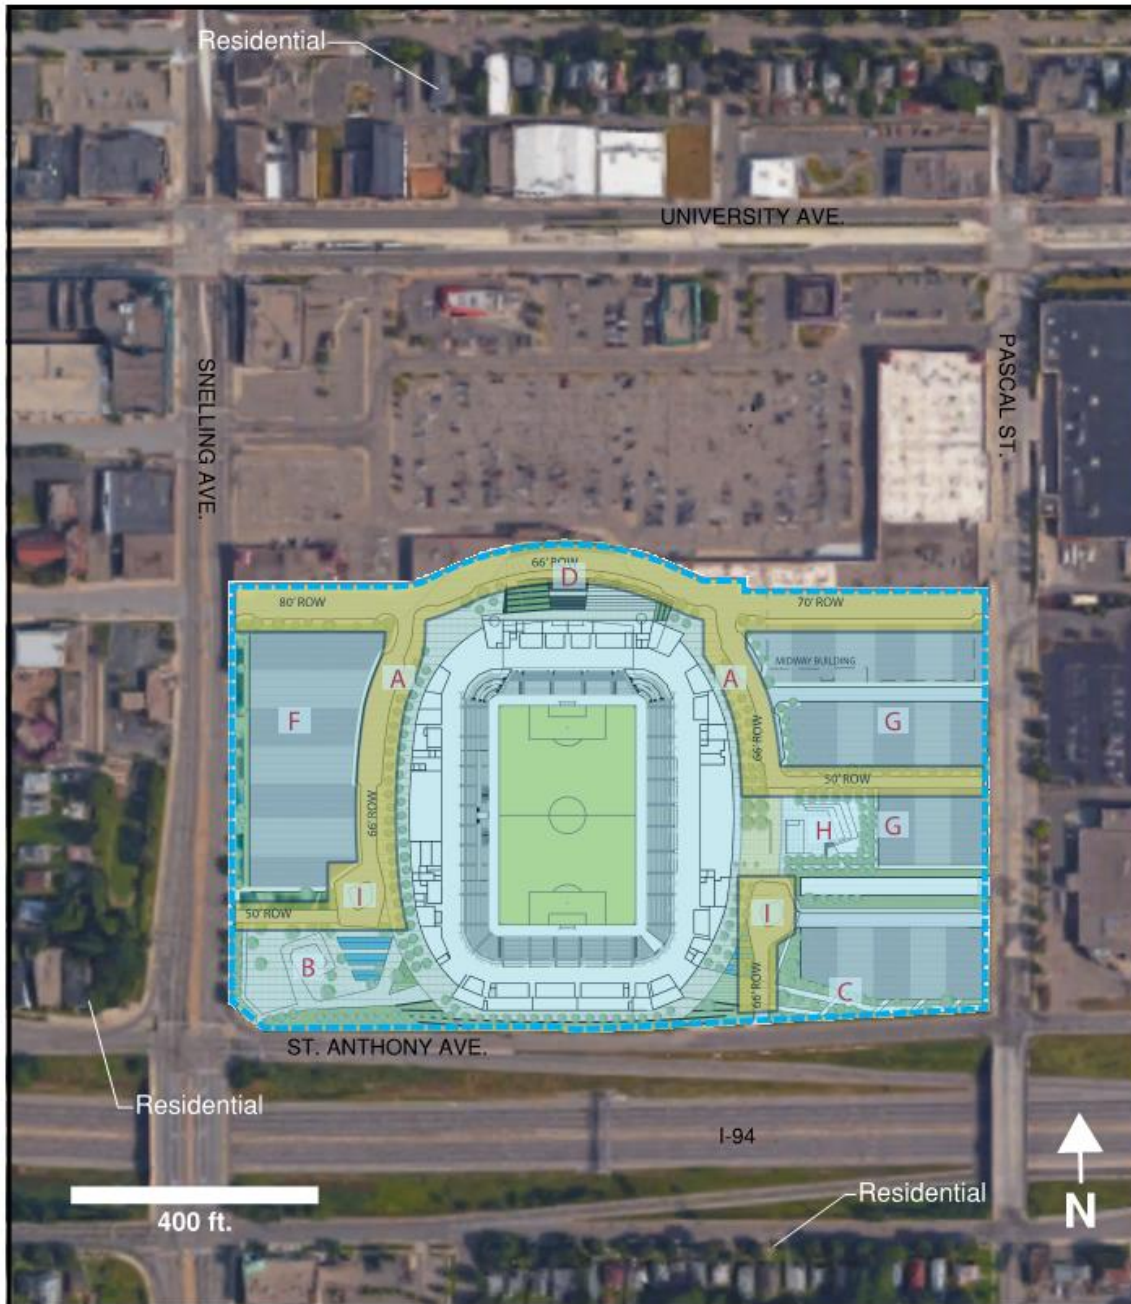 Residential
UNIVERSITY AVE.
SNELLING AVE.
PASCAL ST.
66' ROW
D
80' ROW
70' ROW
A
A
MIDWAY BUILDING
F
G
66' ROW
50' ROW
66' ROW
H
G
I
I
50' ROW
B
66' ROW
C
ST. ANTHONY AVE.
Residential
I-94
Residential
400 ft.
N